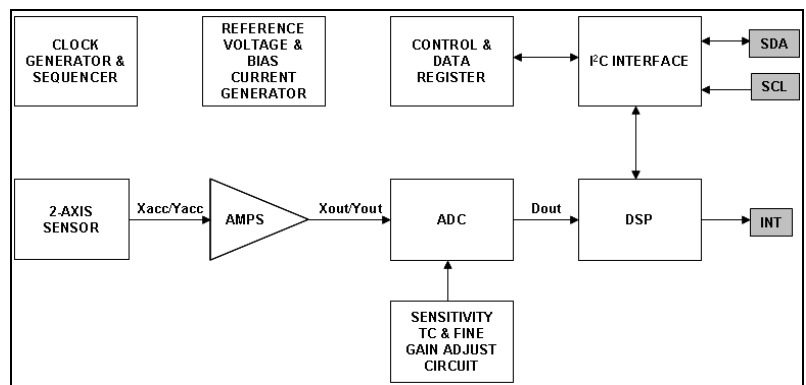 CLOCK
GENERATOR &
SEQUENCER
REFERENCE
VOLTAGE &
BIAS
CURRENT
GENERATOR
CONTROL &
DATA
REGISTER
I²C INTERFACE
SDA
SCL
2-AXIS
SENSOR
Xacc/Yacc
AMPS
Xout/Yout
ADC
Dout
DSP
INT
SENSITIVITY
TC & FINE
GAIN ADJUST
CIRCUIT